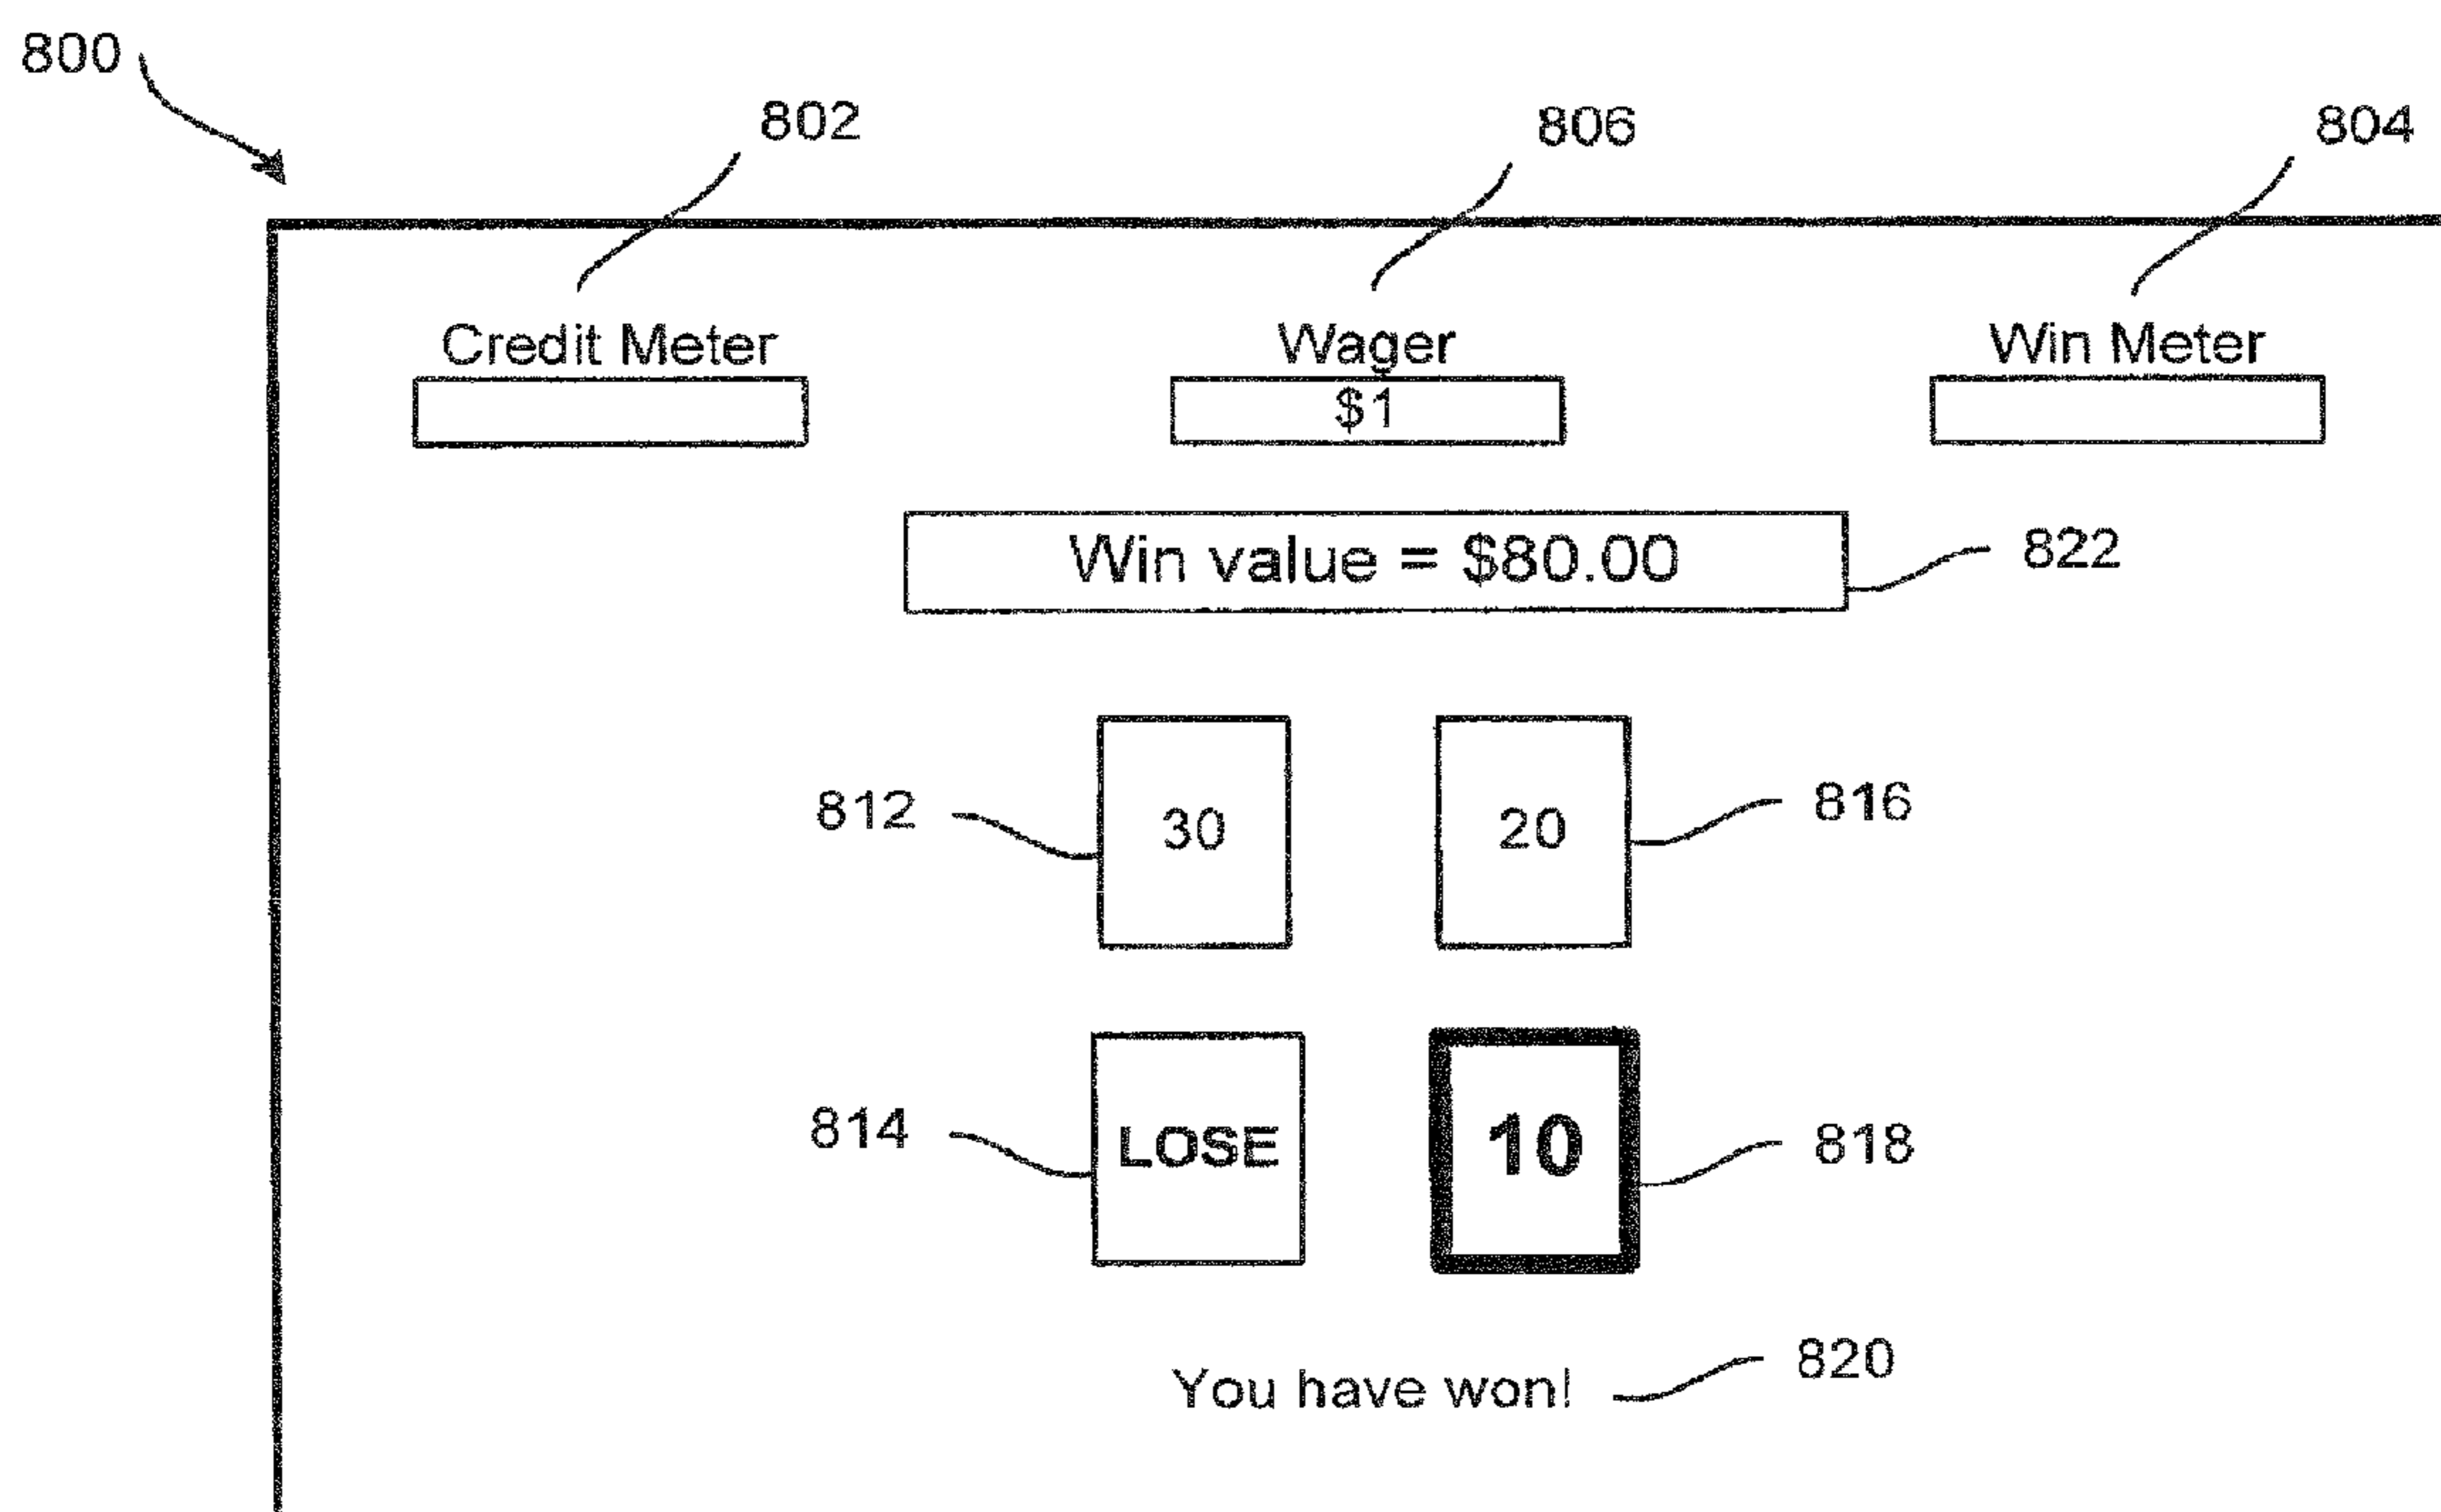 800
802 806 804
Credit Meter Wager Win Meter
$1
Win value = $80.00 822
812 30 20 816
814 LOSE 10 818
You have won! 820